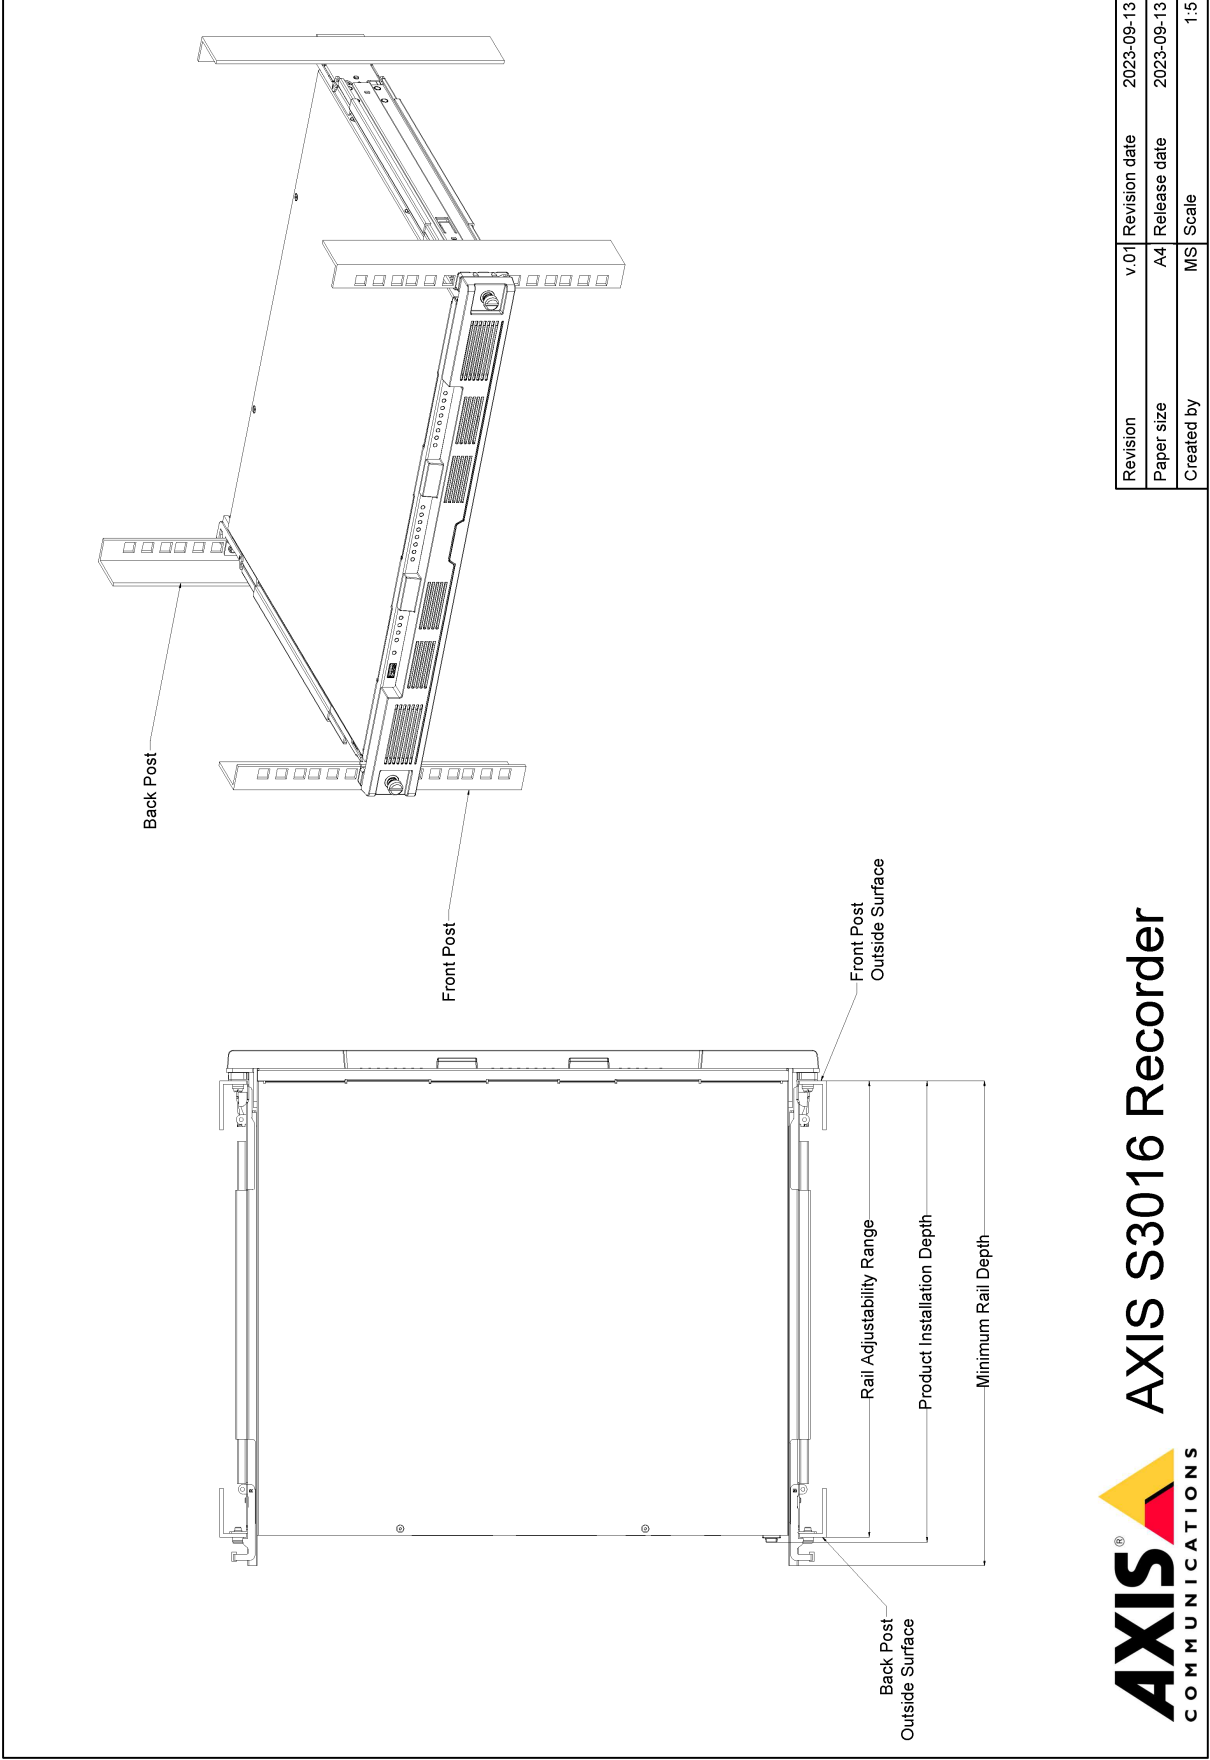 Back Post
Front Post
Front Post
Outside Surface
Back Post
Outside Surface
Rail Adjustability Range
Product Installation Depth
Minimum Rail Depth
AXIS®
COMMUNICATIONS
AXIS S3016 Recorder
Revision v.01 Revision date 2023-09-13
Paper size A4 Release date 2023-09-13
Created by MS Scale 1:5